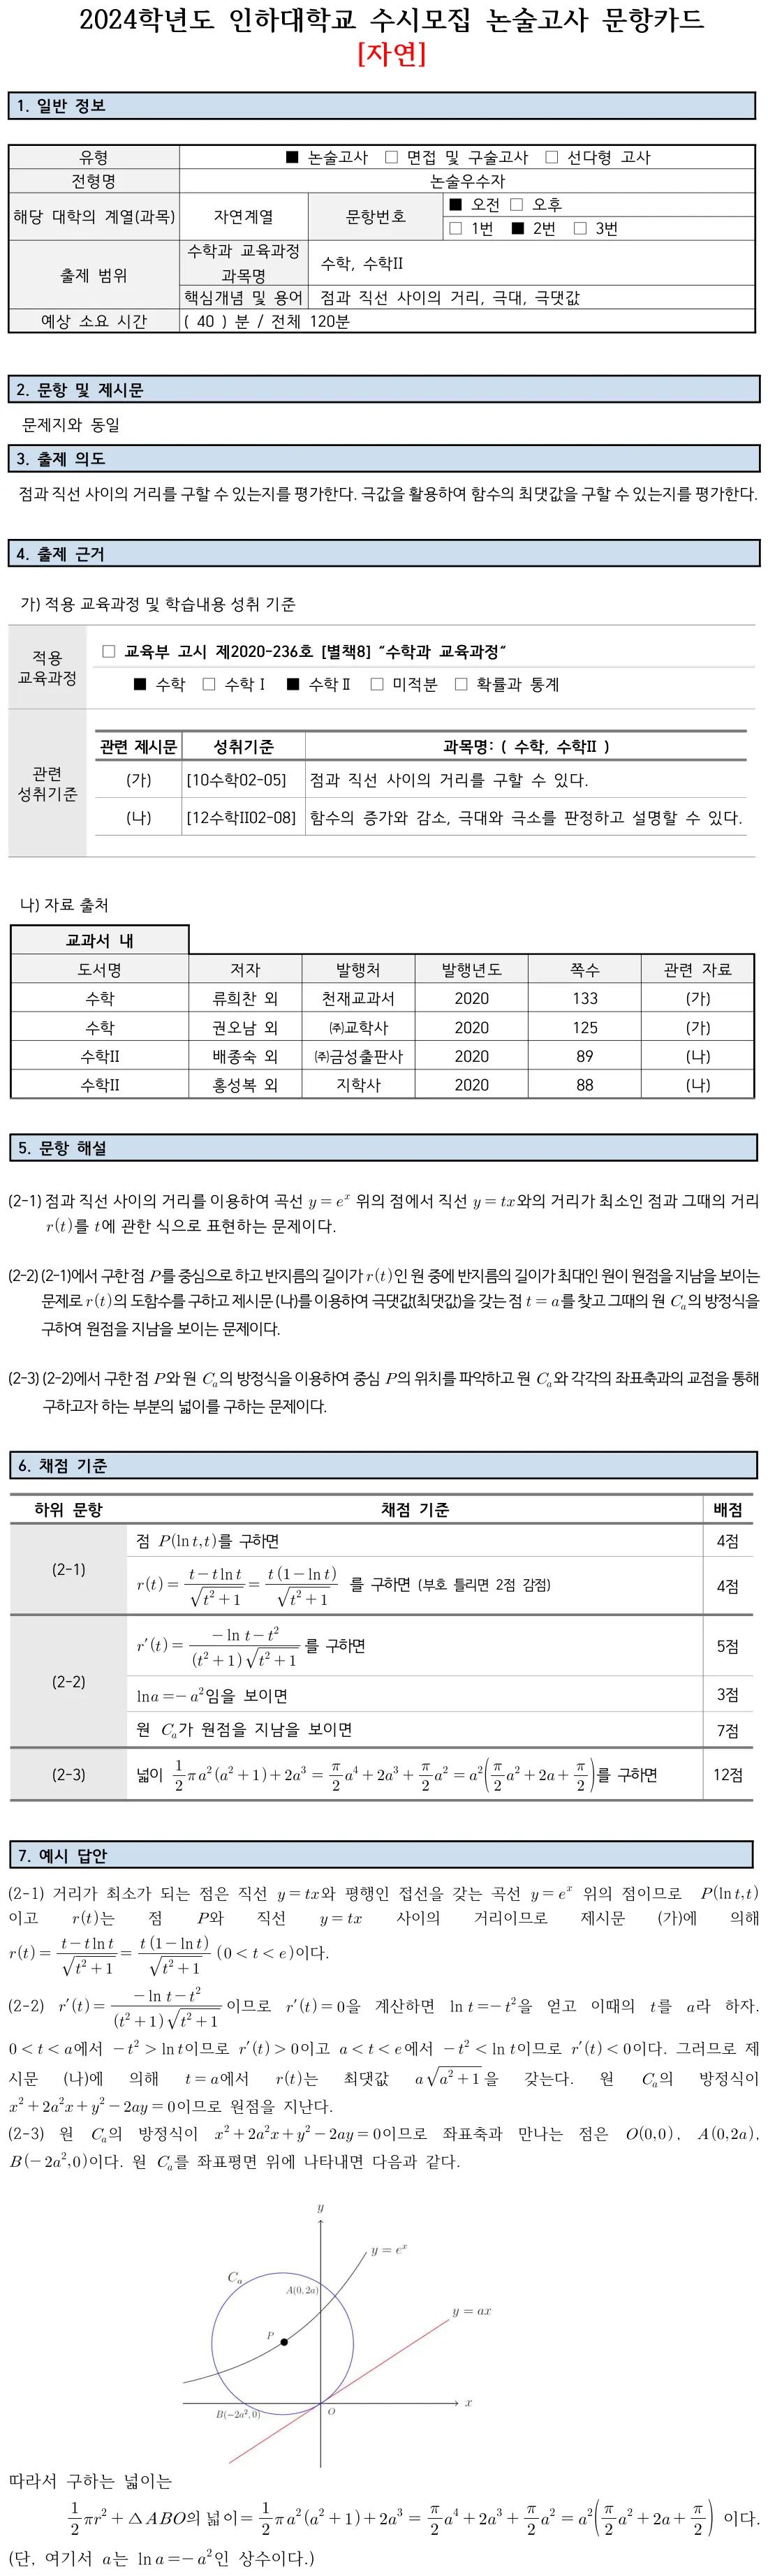 2024학년도 인하대학교 수시모집 논술고사 문항카드
[자연]
1. 일반 정보
유형 ■ 논술고사 □ 면접 및 구술고사 □ 선다형 고사
전형명 논술우수자
해당 대학의 계열(과목) 자연계열 문항번호 ■ 오전 □ 오후
□ 1번 ■ 2번 □ 3번
출제 범위 수학과 교육과정 과목명 수학, 수학II
핵심개념 및 용어 점과 직선 사이의 거리, 극대, 극댓값
예상 소요 시간 ( 40 ) 분 / 전체 120분
2. 문항 및 제시문
문제지와 동일
3. 출제 의도
점과 직선 사이의 거리를 구할 수 있는지를 평가한다. 극값을 활용하여 함수의 최댓값을 구할 수 있는지를 평가한다.
4. 출제 근거
가) 적용 교육과정 및 학습내용 성취 기준
적용 교육과정 □ 교육부 고시 제2020-236호 [별책8] “수학과 교육과정”
■ 수학 □ 수학Ⅰ ■ 수학Ⅱ □ 미적분 □ 확률과 통계
관련 성취기준
관련 제시문 성취기준 과목명: ( 수학, 수학II )
(가) [10수학02-05] 점과 직선 사이의 거리를 구할 수 있다.
(나) [12수학II02-08] 함수의 증가와 감소, 극대와 극소를 판정하고 설명할 수 있다.
나) 자료 출처
교과서 내
도서명 저자 발행처 발행년도 쪽수 관련 자료
수학 류희찬 외 천재교과서 2020 133 (가)
수학 권오남 외 ㈜교학사 2020 125 (가)
수학II 배종숙 외 ㈜금성출판사 2020 89 (나)
수학II 홍성복 외 지학사 2020 88 (나)
5. 문항 해설
(2-1) 점과 직선 사이의 거리를 이용하여 곡선 y = e^x 위의 점에서 직선 y = tx와의 거리가 최소인 점과 그때의 거리
r(t)를 t에 관한 식으로 표현하는 문제이다.
(2-2) (2-1)에서 구한 점 P를 중심으로 하고 반지름의 길이가 r(t)인 원 중에 반지름의 길이가 최대인 원이 원점을 지남을 보이는
문제로 r(t)의 도함수를 구하고 제시문 (나)를 이용하여 극댓값(최댓값)을 갖는 점 t = a를 찾고 그때의 원 C_a의 방정식을
구하여 원점을 지남을 보이는 문제이다.
(2-3) (2-2)에서 구한 점 P와 원 C_a의 방정식을 이용하여 중심 P의 위치를 파악하고 원 C_a와 각각의 좌표축과의 교점을 통해
구하고자 하는 부분의 넓이를 구하는 문제이다.
6. 채점 기준
하위 문항 채점 기준 배점
(2-1) 점 P(ln t, t)를 구하면 4점
r(t) = (t − t ln t)/√(t²+1) = t(1 − ln t)/√(t²+1) 를 구하면 (부호 틀리면 2점 감점) 4점
(2-2) r′(t) = (−ln t − t²)/((t²+1)√(t²+1)) 를 구하면 5점
ln a = −a²임을 보이면 3점
원 C_a가 원점을 지남을 보이면 7점
(2-3) 넓이 1/2 πa²(a²+1) + 2a³ = π/2 a⁴ + 2a³ + π/2 a² = a²(π/2 a² + 2a + π/2)를 구하면 12점
7. 예시 답안
(2-1) 거리가 최소가 되는 점은 직선 y = tx와 평행인 접선을 갖는 곡선 y = e^x 위의 점이므로 P(ln t, t)
이고 r(t)는 점 P와 직선 y = tx 사이의 거리이므로 제시문 (가)에 의해
r(t) = (t − t ln t)/√(t²+1) = t(1 − ln t)/√(t²+1) (0 < t < e)이다.
(2-2) r′(t) = (−ln t − t²)/((t²+1)√(t²+1)) 이므로 r′(t) = 0을 계산하면 ln t = −t²을 얻고 이때의 t를 a라 하자.
0 < t < a에서 −t² > ln t이므로 r′(t) > 0이고 a < t < e에서 −t² < ln t이므로 r′(t) < 0이다. 그러므로 제
시문 (나)에 의해 t = a에서 r(t)는 최댓값 a√(a²+1)을 갖는다. 원 C_a의 방정식이
x² + 2a²x + y² − 2ay = 0이므로 원점을 지난다.
(2-3) 원 C_a의 방정식이 x² + 2a²x + y² − 2ay = 0이므로 좌표축과 만나는 점은 O(0,0), A(0,2a),
B(−2a²,0)이다. 원 C_a를 좌표평면 위에 나타내면 다음과 같다.
y
y = e^x
C_a
A(0, 2a)
y = ax
P
x
B(−2a², 0)
O
따라서 구하는 넓이는
1/2 πr² + △ABO의 넓이 = 1/2 πa²(a²+1) + 2a³ = π/2 a⁴ + 2a³ + π/2 a² = a²(π/2 a² + 2a + π/2) 이다.
(단, 여기서 a는 ln a = −a²인 상수이다.)